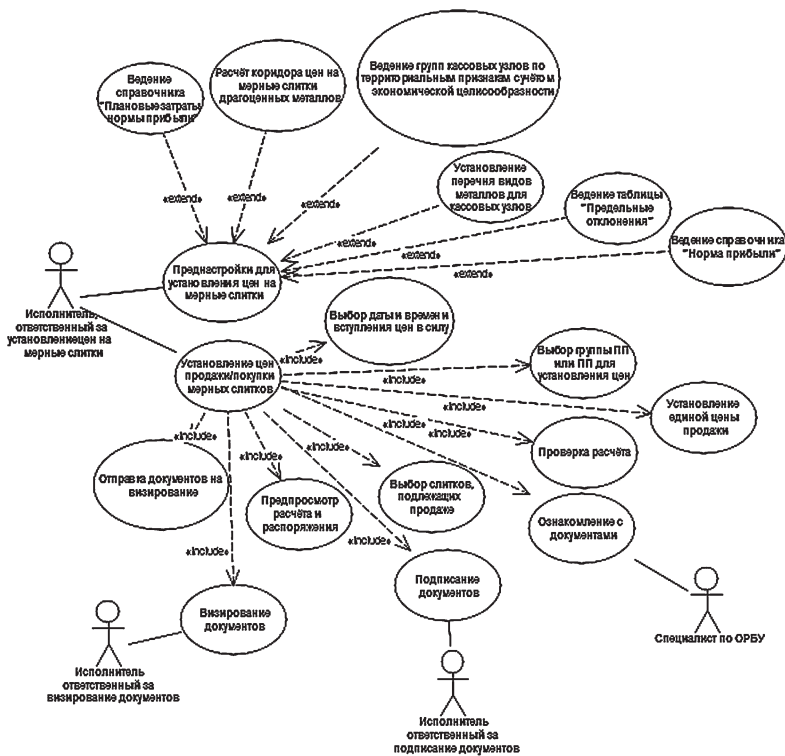 Ведение
справочника
"Плановые затраты
нормы прибыли"
Расчёт коридора цен на
мерные слитки
драгоценных металлов
Ведение групп кассовых узлов по
территориальным признакам с учётом
экономической целисообразности
Установление
перечня видов
металлов для
кассовых узлов
Ведение таблицы
"Предельные
отклонения"
Ведение справочника
"Норма прибыли"
«extend»
«extend»
«extend»
«extend»
«extend»
«extend»
Преднастройки для
установления цен на
мерные слитки
Исполнитель,
ответственный за
установление цен на
мерные слитки
Выбор даты и времени
вступления цен в силу
«include»
Установление цен
продажи/покупки
мерных слитков
Выбор группы ПП
или ПП для
установления цен
«include»
«include»
Установление
единой цены
продажи
«include»
«include»
«include»
«include»
«include»
Проверка расчёта
Отправка документов на
визирование
Предпросмотр
расчёта и
распоряжения
Выбор слитков,
подлежащих
продаже
Ознакомление с
документами
«include»
«include»
Визирование
документов
Подписание
документов
Исполнитель
ответственный за
визирование документов
Специалист по ОРБУ
Исполнитель
ответственный за
подписание документов